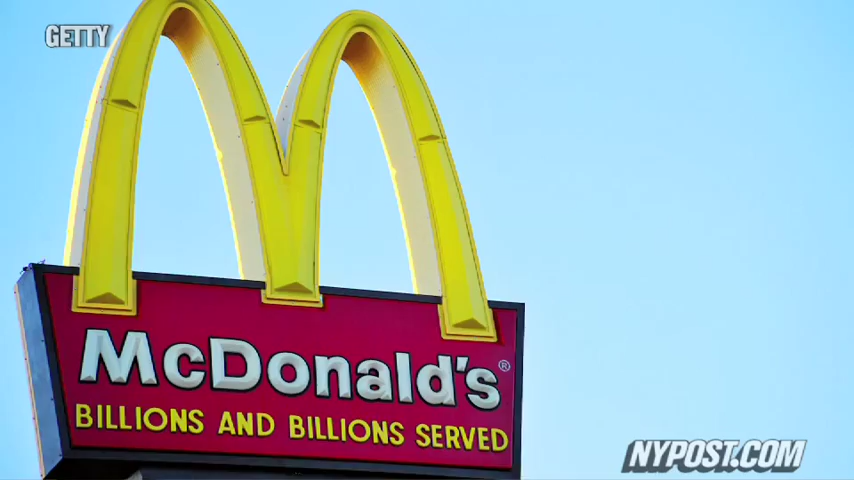 GETTY
McDonald's®
BILLIONS AND BILLIONS SERVED
NYPOST.COM